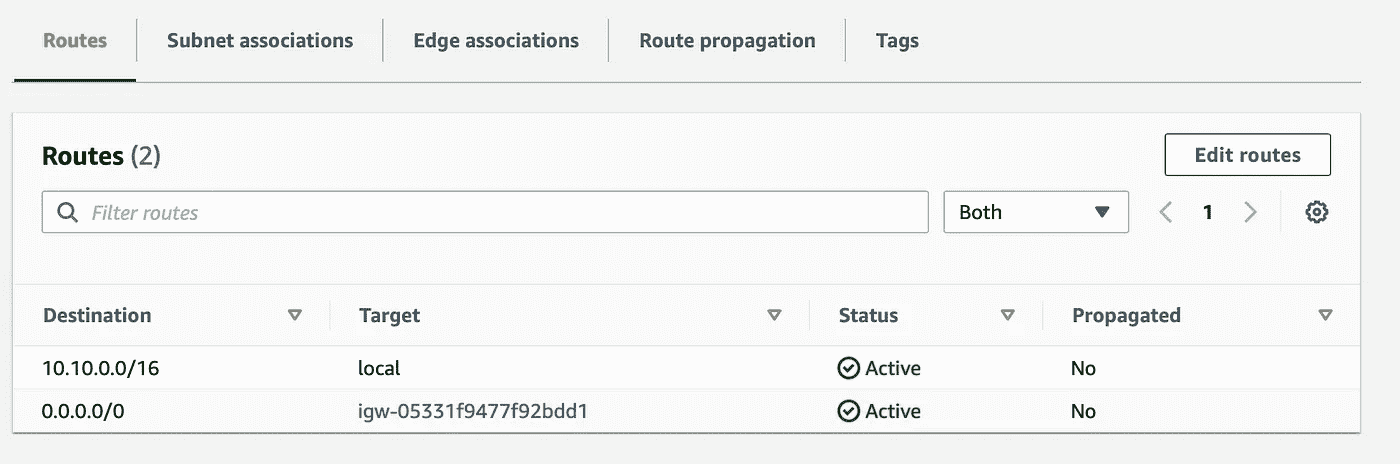 Routes Subnet associations Edge associations Route propagation Tags
Routes (2) Edit routes
Filter routes Both 1
Destination Target Status Propagated
10.10.0.0/16 local Active No
0.0.0.0/0 igw-05331f9477f92bdd1 Active No